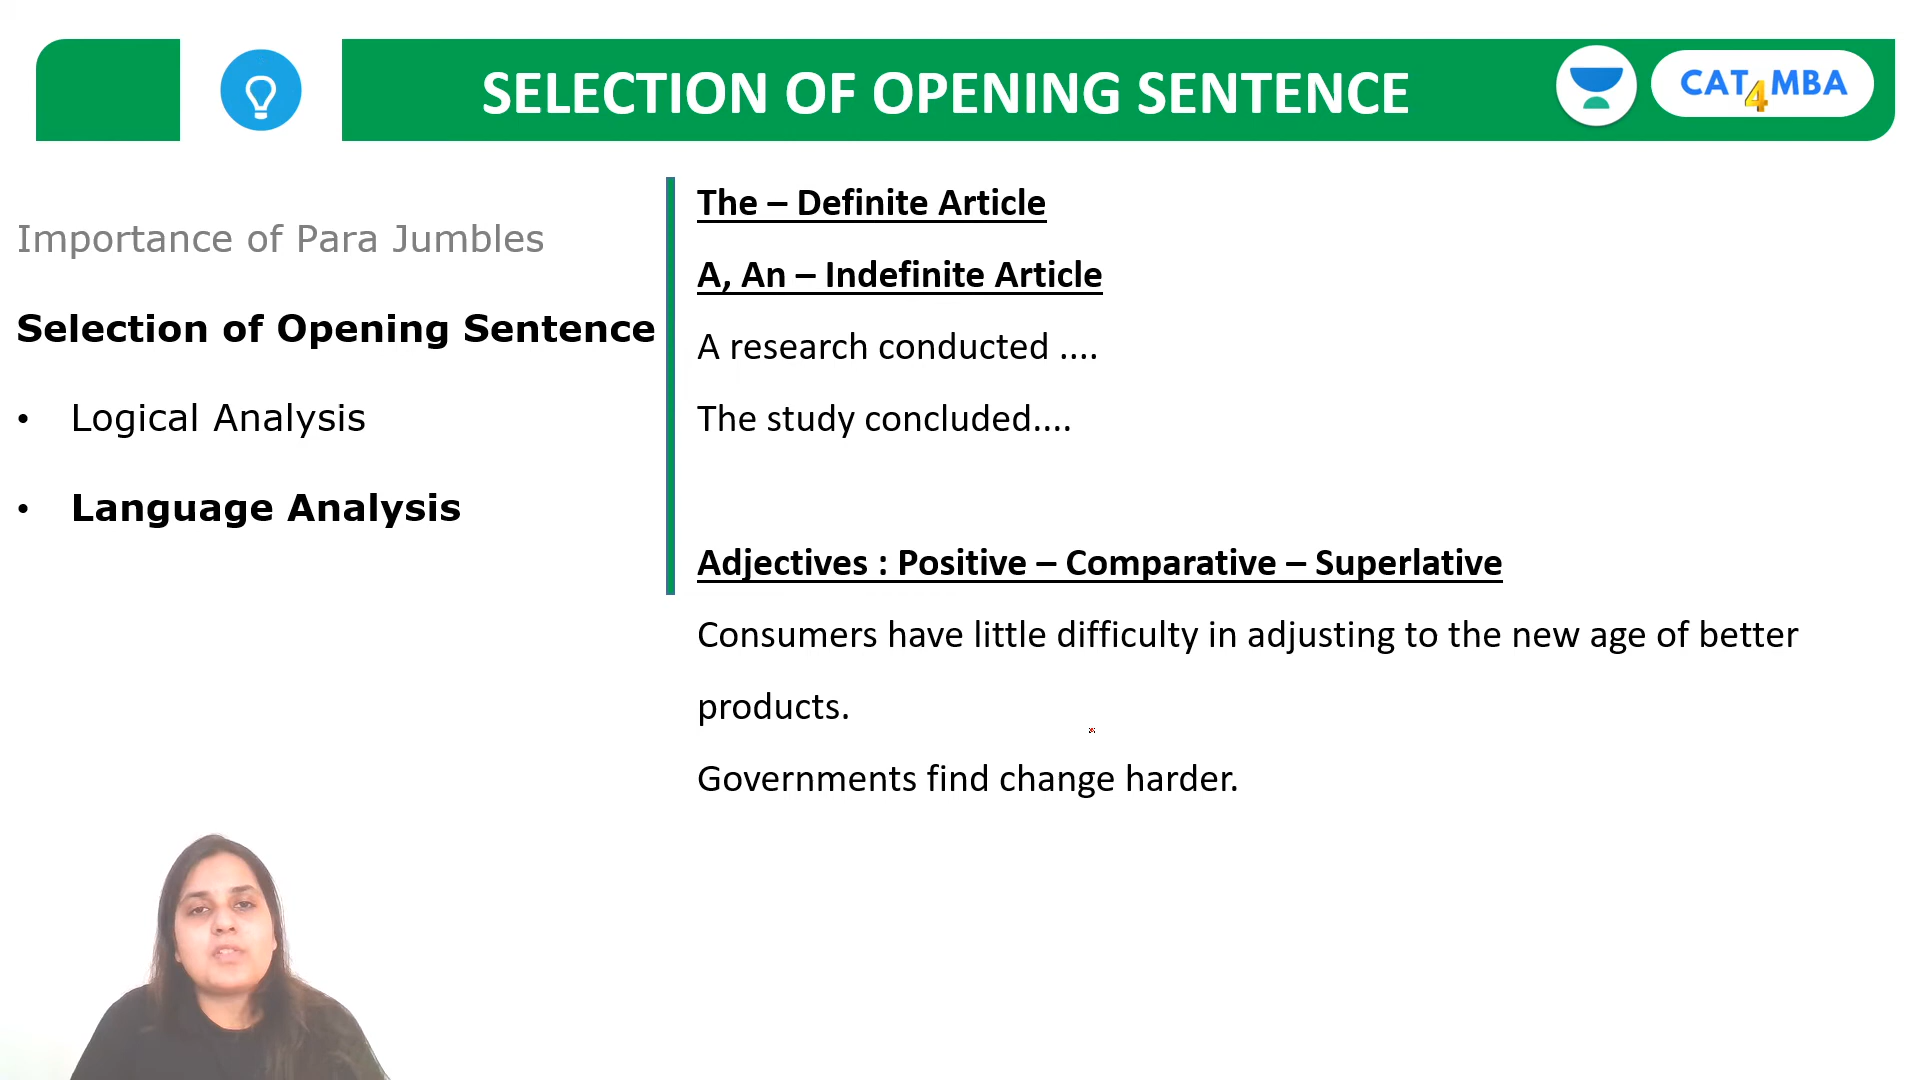 SELECTION OF OPENING SENTENCE
CAT4MBA
Importance of Para Jumbles
Selection of Opening Sentence
• Logical Analysis
• Language Analysis
The – Definite Article
A, An – Indefinite Article
A research conducted ....
The study concluded....
Adjectives : Positive – Comparative – Superlative
Consumers have little difficulty in adjusting to the new age of better
products.
Governments find change harder.